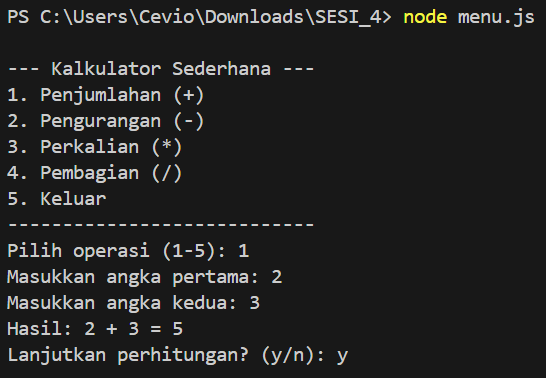 PS C:\Users\Cevio\Downloads\SESI_4> node menu.js
--- Kalkulator Sederhana ---
1. Penjumlahan (+)
2. Pengurangan (-)
3. Perkalian (*)
4. Pembagian (/)
5. Keluar
----------------------------
Pilih operasi (1-5): 1
Masukkan angka pertama: 2
Masukkan angka kedua: 3
Hasil: 2 + 3 = 5
Lanjutkan perhitungan? (y/n): y